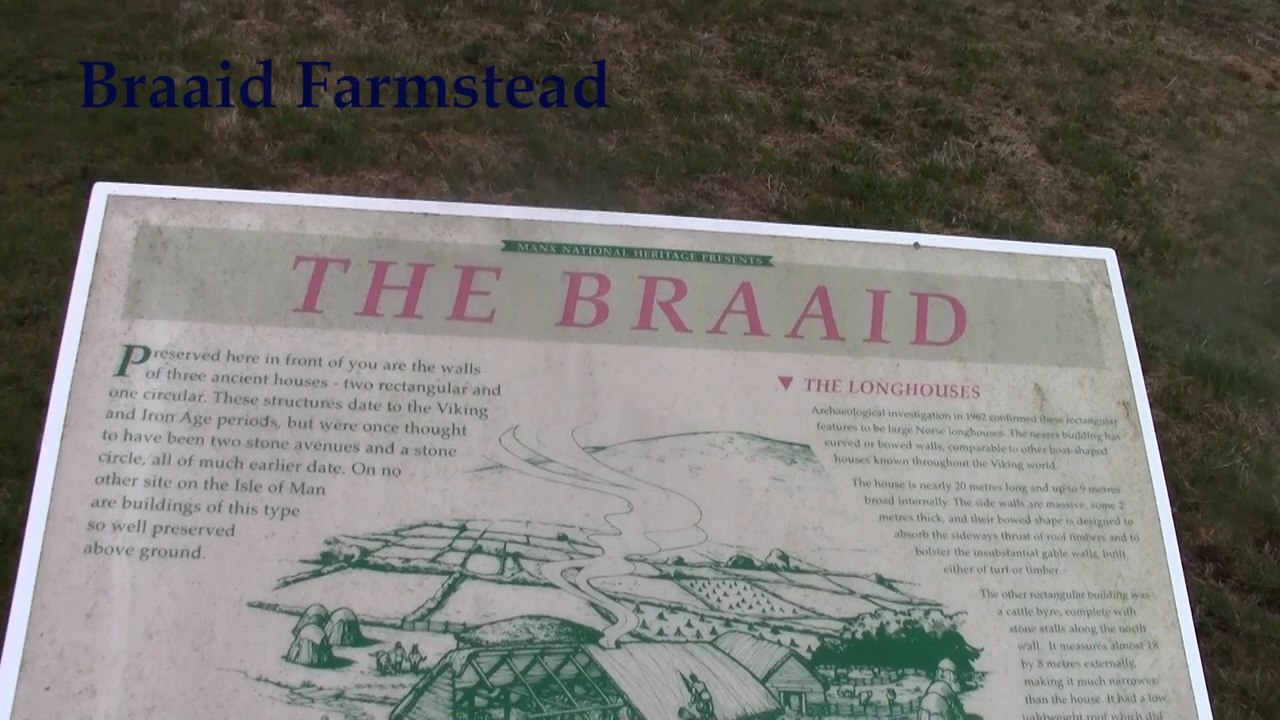 Braaid Farmstead
MANX NATIONAL HERITAGE PRESENTS
THE BRAAID
Preserved here in front of you are the walls
of three ancient houses - two rectangular and
one circular. These structures date to the Viking
and Iron Age periods, but were once thought
to have been two stone avenues and a stone
circle, all of much earlier date. On no
other site on the Isle of Man
are buildings of this type
so well preserved
above ground.
▼ THE LONGHOUSES
Archaeological investigation in 1962 confirmed these rectangular
features to be large Norse longhouses. The nearer building has
curved or bowed walls, comparable to other boat-shaped
houses known throughout the Viking world.
The house is nearly 20 metres long and up to 9 metres
broad internally. The side walls are massive, some 2
metres thick, and their bowed shape is designed to
absorb the sideways thrust of roof timbers and to
bolster the insubstantial gable walls, built
either of turf or timber.
The other rectangular building was
a cattle byre, complete with
stone stalls along the north
wall. It measures almost 18
by 8 metres externally,
making it much narrower
than the house. It had a low,
lightweight roof which did